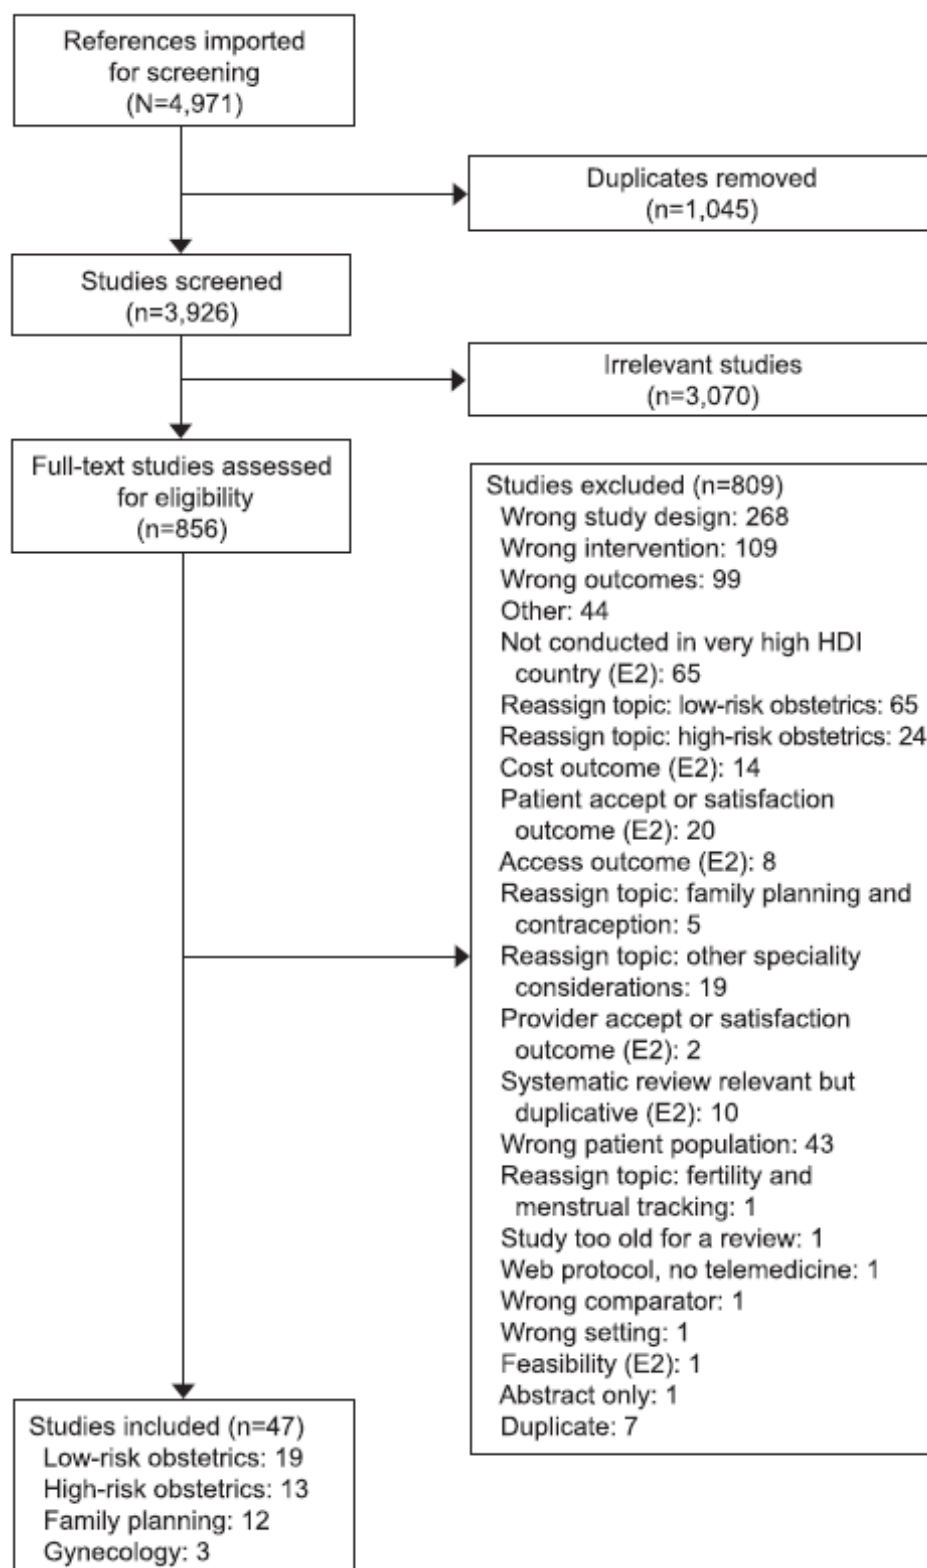 References imported
for screening
(N=4,971)
Duplicates removed
(n=1,045)
Studies screened
(n=3,926)
Irrelevant studies
(n=3,070)
Full-text studies assessed
for eligibility
(n=856)
Studies excluded (n=809)
Wrong study design: 268
Wrong intervention: 109
Wrong outcomes: 99
Other: 44
Not conducted in very high HDI
country (E2): 65
Reassign topic: low-risk obstetrics: 65
Reassign topic: high-risk obstetrics: 24
Cost outcome (E2): 14
Patient accept or satisfaction
outcome (E2): 20
Access outcome (E2): 8
Reassign topic: family planning and
contraception: 5
Reassign topic: other speciality
considerations: 19
Provider accept or satisfaction
outcome (E2): 2
Systematic review relevant but
duplicative (E2): 10
Wrong patient population: 43
Reassign topic: fertility and
menstrual tracking: 1
Study too old for a review: 1
Web protocol, no telemedicine: 1
Wrong comparator: 1
Wrong setting: 1
Feasibility (E2): 1
Abstract only: 1
Duplicate: 7
Studies included (n=47)
Low-risk obstetrics: 19
High-risk obstetrics: 13
Family planning: 12
Gynecology: 3